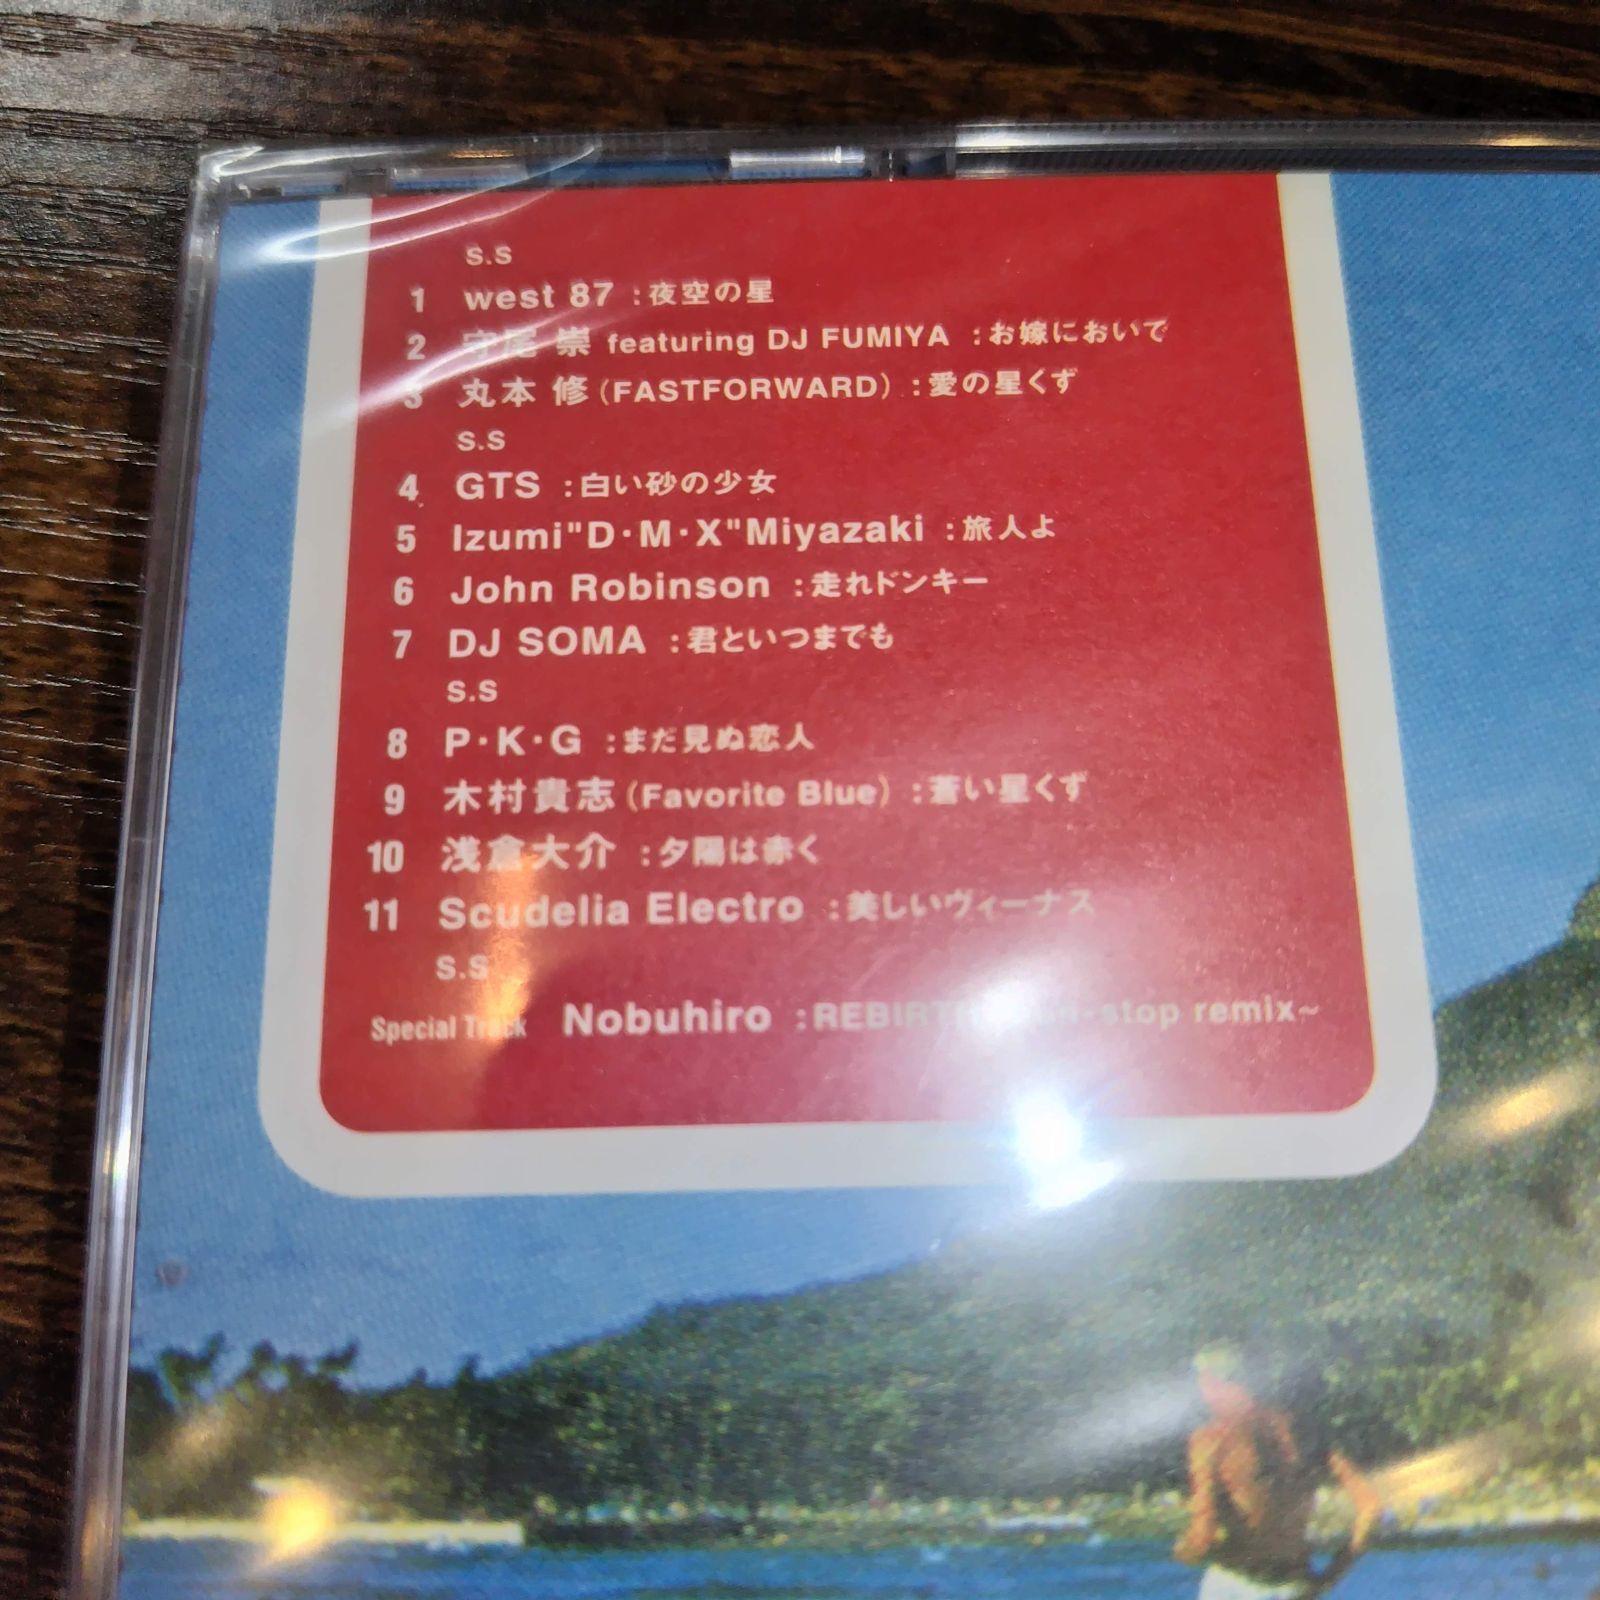 S.S
1 west 87 :夜空の星
2 守尾 崇 featuring DJ FUMIYA :お嫁においで
3 丸本 修(FASTFORWARD) :愛の星くず
S.S
4 GTS :白い砂の少女
5 Izumi"D・M・X"Miyazaki :旅人よ
6 John Robinson :走れドンキー
7 DJ SOMA :君といつまでも
S.S
8 P・K・G :まだ見ぬ恋人
9 木村貴志(Favorite Blue) :蒼い星くず
10 浅倉大介 :夕陽は赤く
11 Scudelia Electro :美しいヴィーナス
S.S
Special Track Nobuhiro :REBIRTH remix~